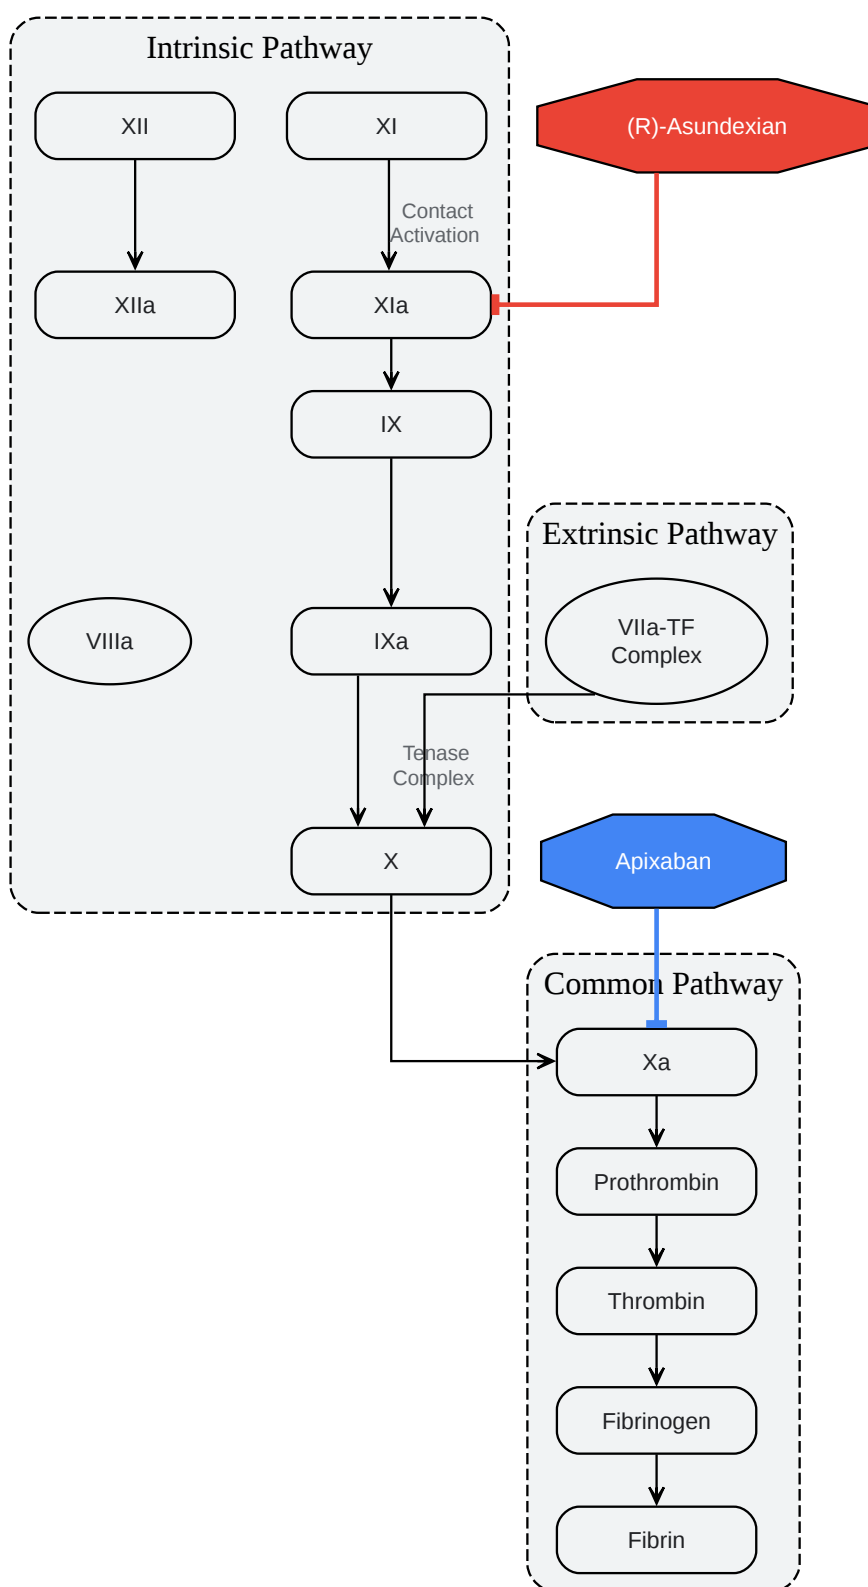 Intrinsic Pathway
XII
XI
(R)-Asundexian
Contact
Activation
XIIa
XIa
IX
Extrinsic Pathway
VIIIa
IXa
VIIa-TF
Complex
Tenase
Complex
X
Apixaban
Common Pathway
Xa
Prothrombin
Thrombin
Fibrinogen
Fibrin